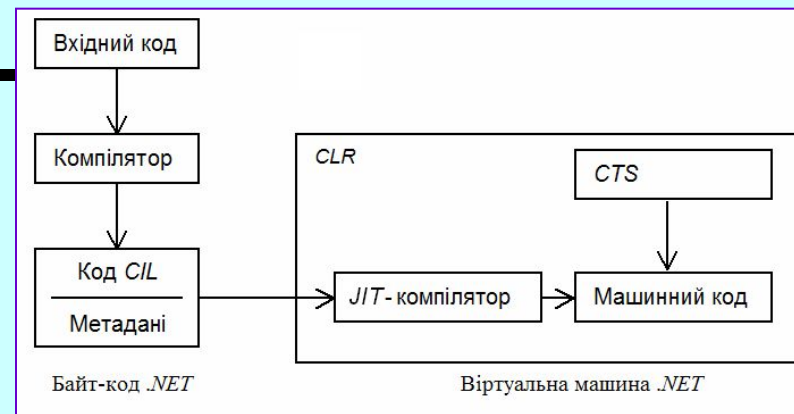 Вхідний код
Компілятор
Код CIL
Метадані
Байт-код .NET
CLR
CTS
JIT- компілятор
Машинний код
Віртуальна машина .NET